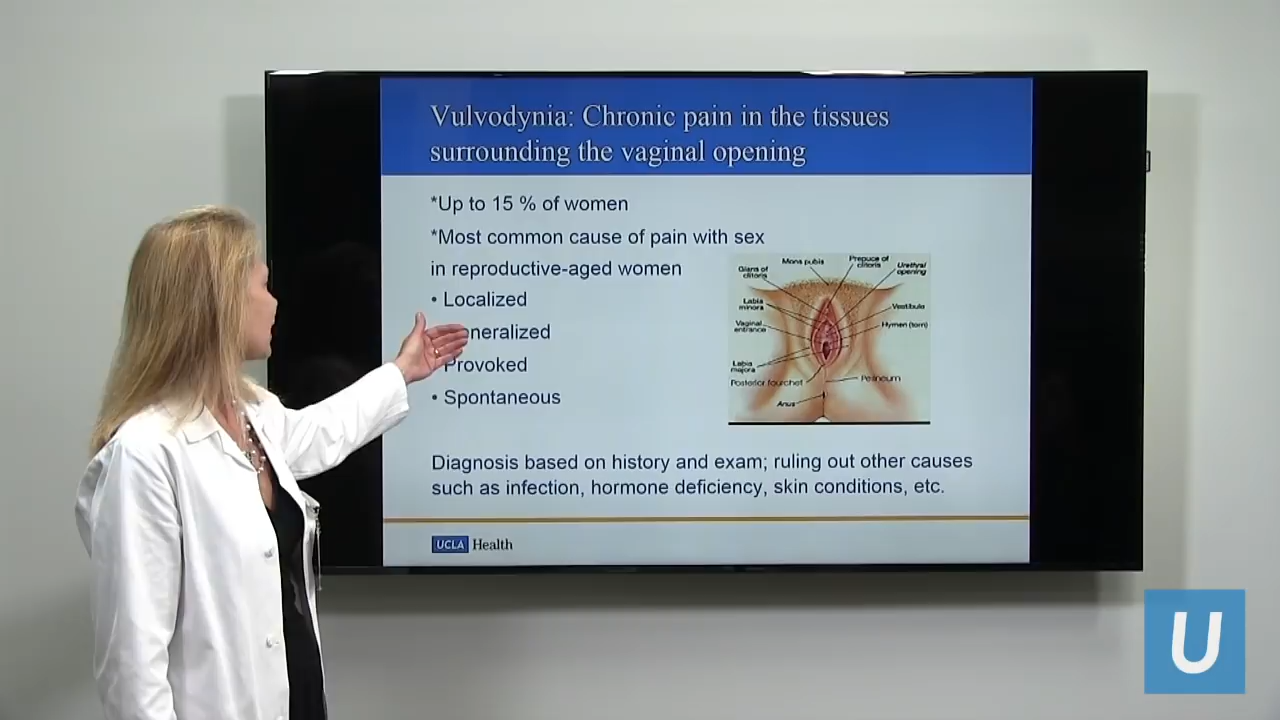 Vulvodynia: Chronic pain in the tissues
surrounding the vaginal opening
*Up to 15 % of women
*Most common cause of pain with sex
in reproductive-aged women
• Localized
eneralized
Provoked
• Spontaneous
Mons pubis
Prepuce of
clitoris
Glans of
clitoris
Urethral
opening
Labia
minora
Vestibule
Vaginal
entrance
Hymen (torn)
Labia
majora
Posterior fourchet
Perineum
Anus
Diagnosis based on history and exam; ruling out other causes
such as infection, hormone deficiency, skin conditions, etc.
UCLA Health
U